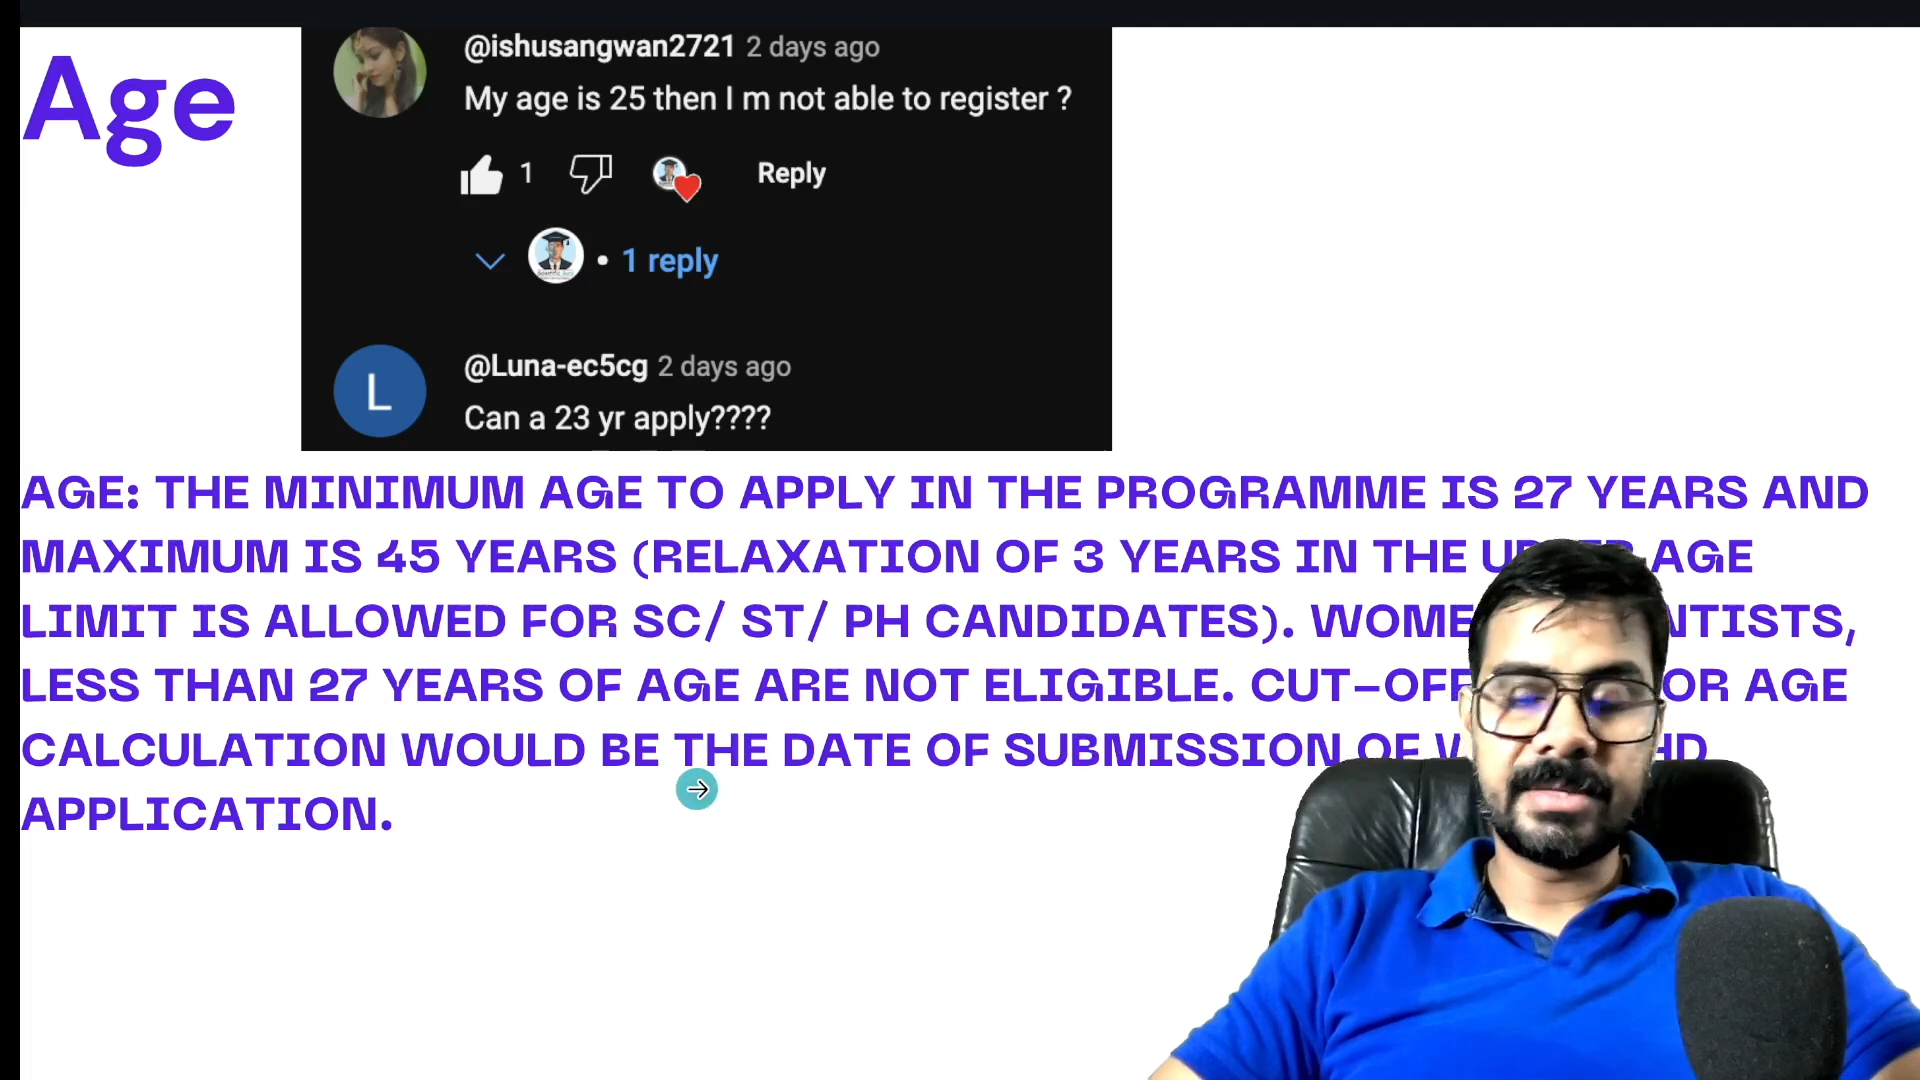 Age
@ishusangwan2721 2 days ago
My age is 25 then I m not able to register ?
1 Reply
• 1 reply
L
@Luna-ec5cg 2 days ago
Can a 23 yr apply????
AGE: THE MINIMUM AGE TO APPLY IN THE PROGRAMME IS 27 YEARS AND
MAXIMUM IS 45 YEARS (RELAXATION OF 3 YEARS IN THE AGE
LIMIT IS ALLOWED FOR SC/ ST/ PH CANDIDATES).
LESS THAN 27 YEARS OF AGE ARE NOT ELIGIBLE. AGE
CALCULATION WOULD BE THE DATE OF SUBMISSION OF
APPLICATION.